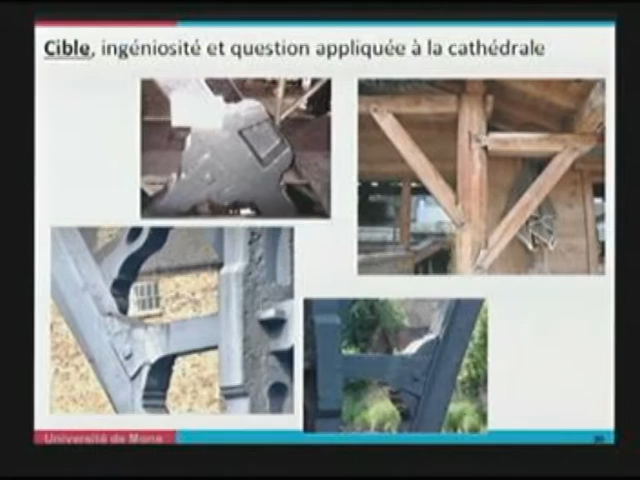 Cible, ingéniosité et question appliquée à la cathédrale
Université de Mons